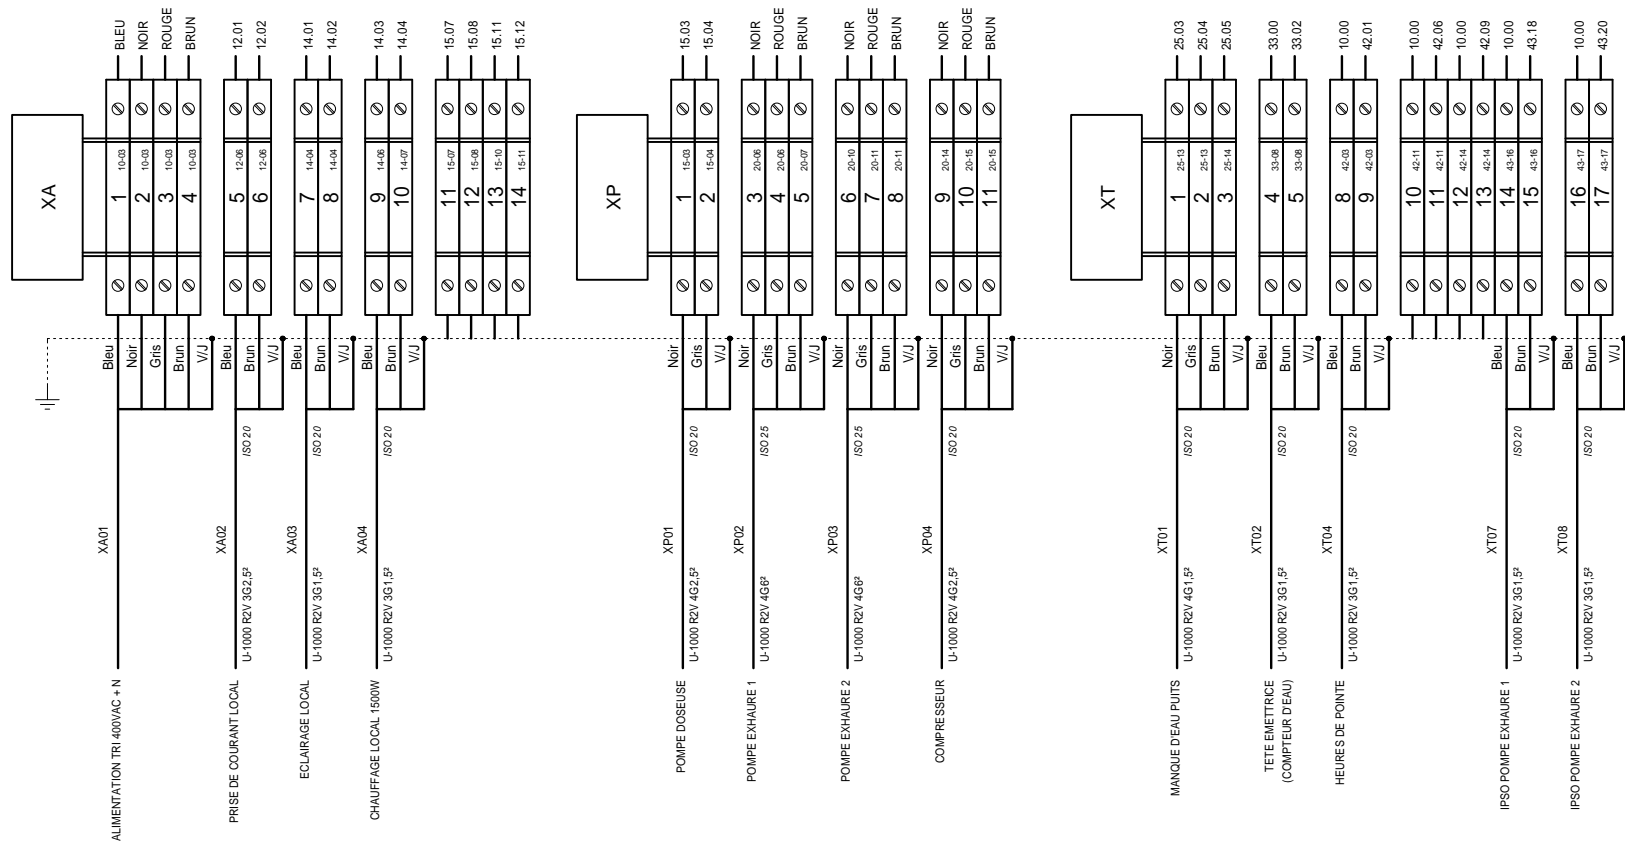 BLEU
NOIR
ROUGE
BRUN
12.01
12.02
14.01
14.02
14.03
14.04
15.07
15.08
15.11
15.12
15.03
15.04
NOIR
ROUGE
BRUN
NOIR
ROUGE
BRUN
NOIR
ROUGE
BRUN
25.03
25.04
25.05
33.00
33.02
10.00
42.01
10.00
42.06
10.00
42.09
10.00
43.18
10.00
43.20
XA
1 10-03
2 10-03
3 10-03
4 10-03
5 12-06
6 12-06
7 14-04
8 14-04
9 14-06
10 14-07
11 15-07
12 15-08
13 15-10
14 15-11
XP
1 15-03
2 15-04
3 20-06
4 20-06
5 20-07
6 20-10
7 20-11
8 20-11
9 20-14
10 20-15
11 20-15
XT
1 25-13
2 25-13
3 25-14
4 33-08
5 33-08
8 42-03
9 42-03
10 42-11
11 42-11
12 42-14
13 42-14
14 43-16
15 43-16
16 43-17
17 43-17
Bleu
Noir
Gris
Brun
V/J
Bleu
Brun
V/J
Bleu
Brun
V/J
Bleu
Brun
V/J
Noir
Gris
V/J
Noir
Gris
Brun
V/J
Noir
Gris
Brun
V/J
Noir
Gris
Brun
V/J
Noir
Gris
Brun
V/J
Bleu
Brun
V/J
Bleu
Brun
V/J
Bleu
Brun
V/J
Bleu
Brun
V/J
ISO 20
ISO 20
ISO 20
ISO 20
ISO 25
ISO 25
ISO 20
ISO 20
ISO 20
ISO 20
ISO 20
ISO 20
XA01
XA02
XA03
XA04
XP01
XP02
XP03
XP04
XT01
XT02
XT04
XT07
XT08
U-1000 R2V 3G2,5²
U-1000 R2V 3G1,5²
U-1000 R2V 3G1,5²
U-1000 R2V 4G2,5²
U-1000 R2V 4G6²
U-1000 R2V 4G6²
U-1000 R2V 4G2,5²
U-1000 R2V 4G1,5²
U-1000 R2V 3G1,5²
U-1000 R2V 3G1,5²
U-1000 R2V 3G1,5²
U-1000 R2V 3G1,5²
ALIMENTATION TRI 400VAC + N
PRISE DE COURANT LOCAL
ECLAIRAGE LOCAL
CHAUFFAGE LOCAL 1500W
POMPE DOSEUSE
POMPE EXHAURE 1
POMPE EXHAURE 2
COMPRESSEUR
MANQUE D'EAU PUITS
TETE EMETTRICE
(COMPTEUR D'EAU)
HEURES DE POINTE
IPSO POMPE EXHAURE 1
IPSO POMPE EXHAURE 2